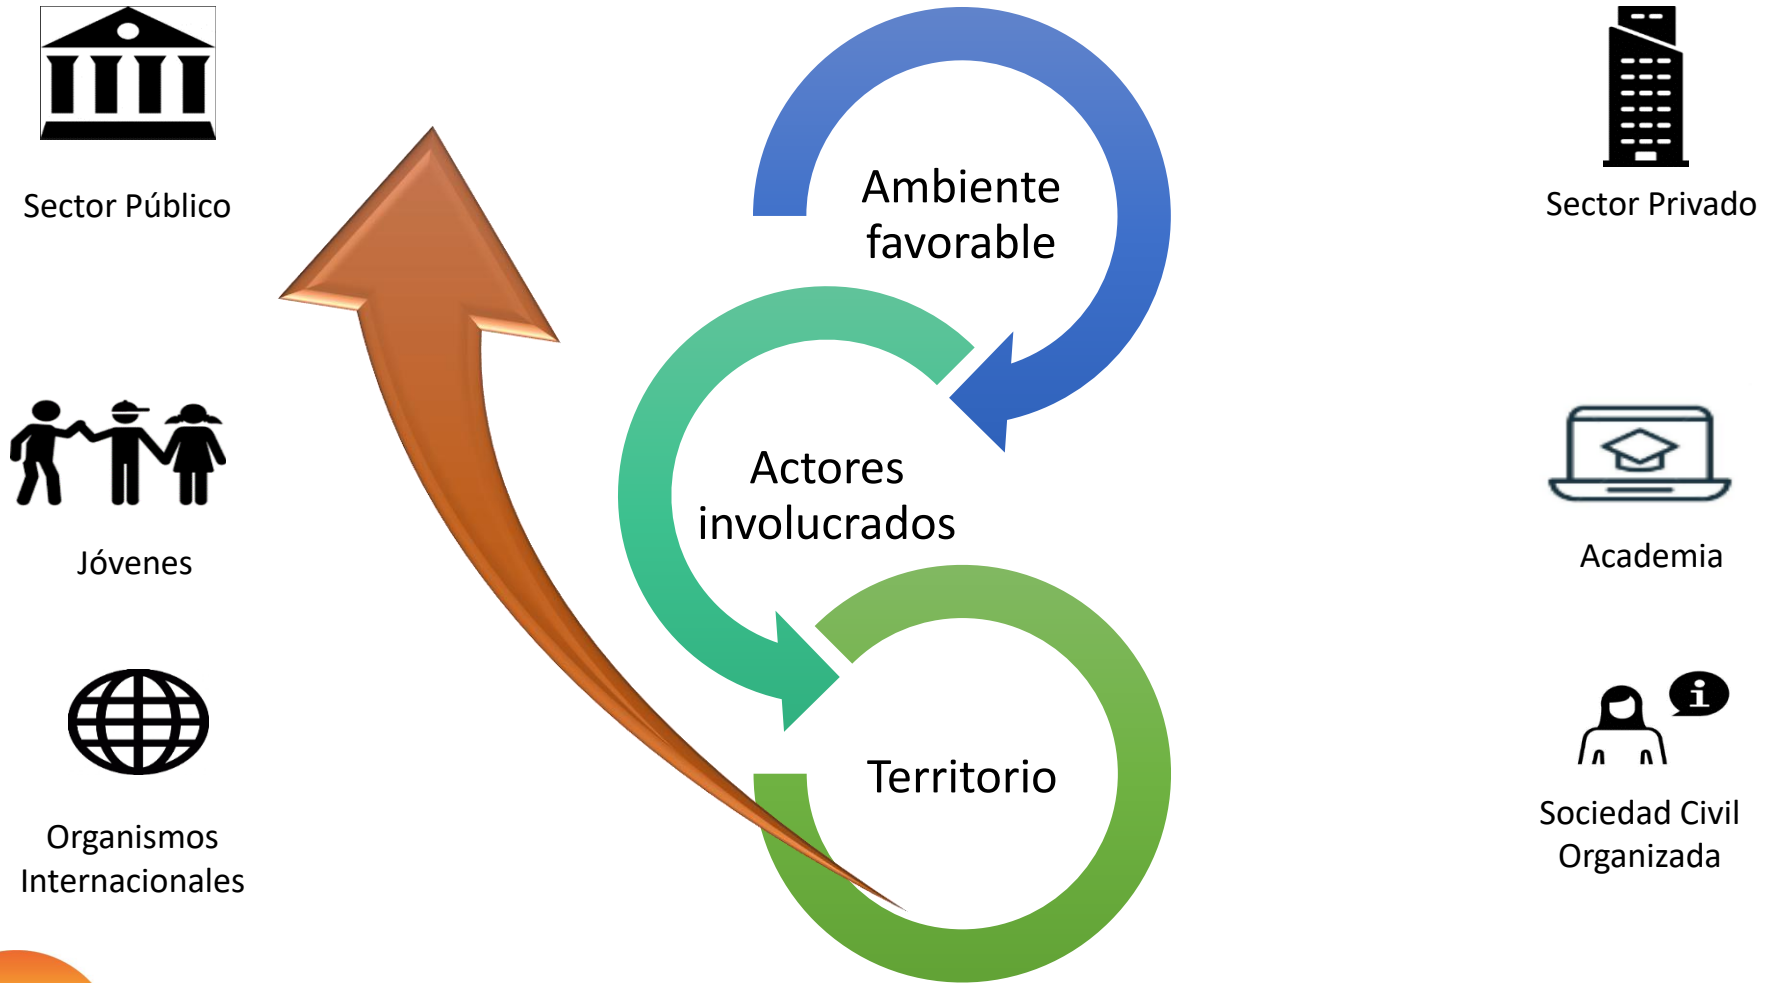 Sector Público
Sector Privado
Ambiente
favorable
Actores
involucrados
Jóvenes
Academia
Territorio
Organismos
Internacionales
Sociedad Civil
Organizada